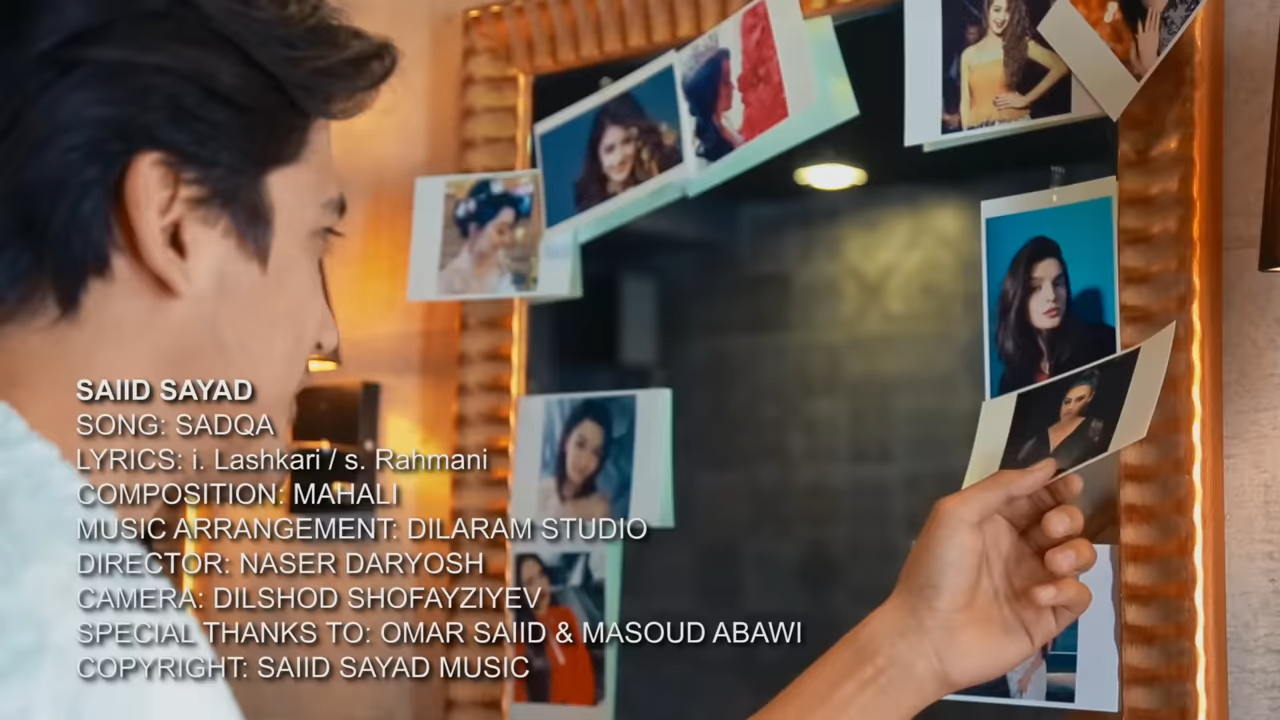 SAIID SAYAD
SONG: SADQA
LYRICS: i. Lashkari / s. Rahmani
COMPOSITION: MAHALI
MUSIC ARRANGEMENT: DILARAM STUDIO
DIRECTOR: NASER DARYOSH
CAMERA: DILSHOD SHOFAYZIYEV
SPECIAL THANKS TO: OMAR SAIID & MASOUD ABAWI
COPYRIGHT: SAIID SAYAD MUSIC